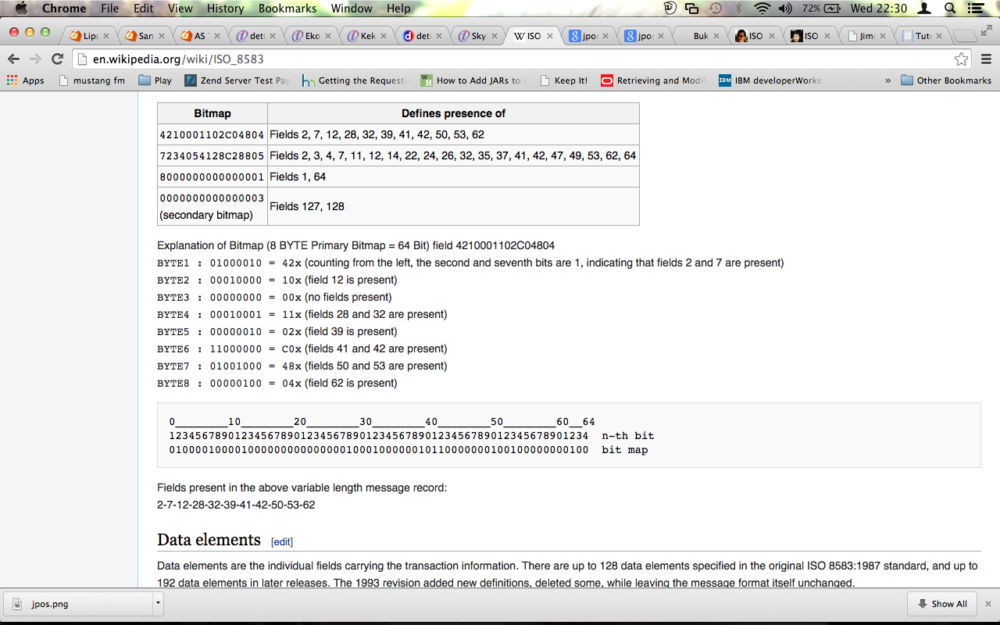 Chrome File Edit View History Bookmarks Window Help 72% Wed 22:30
Lip San AS deti Eko Kek deti Sky W ISO jpo: jpo: Buk ISO ISO Jim Tut
en.wikipedia.org/wiki/ISO_8583
Apps mustang fm Play Zend Server Test Pag Getting the Requesti How to Add JARs to Keep It! Retrieving and Modi IBM IBM developerWorks » Other Bookmarks
Bitmap Defines presence of
4210001102C04804 Fields 2, 7, 12, 28, 32, 39, 41, 42, 50, 53, 62
7234054128C28805 Fields 2, 3, 4, 7, 11, 12, 14, 22, 24, 26, 32, 35, 37, 41, 42, 47, 49, 53, 62, 64
8000000000000001 Fields 1, 64
0000000000000003
(secondary bitmap) Fields 127, 128
Explanation of Bitmap (8 BYTE Primary Bitmap = 64 Bit) field 4210001102C04804
BYTE1 : 01000010 = 42x (counting from the left, the second and seventh bits are 1, indicating that fields 2 and 7 are present)
BYTE2 : 00010000 = 10x (field 12 is present)
BYTE3 : 00000000 = 00x (no fields present)
BYTE4 : 00010001 = 11x (fields 28 and 32 are present)
BYTE5 : 00000010 = 02x (field 39 is present)
BYTE6 : 11000000 = C0x (fields 41 and 42 are present)
BYTE7 : 01001000 = 48x (fields 50 and 53 are present)
BYTE8 : 00000100 = 04x (field 62 is present)
0________10________20________30________40________50________60__64
1234567890123456789012345678901234567890123456789012345678901234 n-th bit
0100001000010000000000000001000100000010110000000100100000000100 bit map
Fields present in the above variable length message record:
2-7-12-28-32-39-41-42-50-53-62
Data elements [edit]
Data elements are the individual fields carrying the transaction information. There are up to 128 data elements specified in the original ISO 8583:1987 standard, and up to
192 data elements in later releases. The 1993 revision added new definitions, deleted some, while leaving the message format itself unchanged.
jpos.png Show All